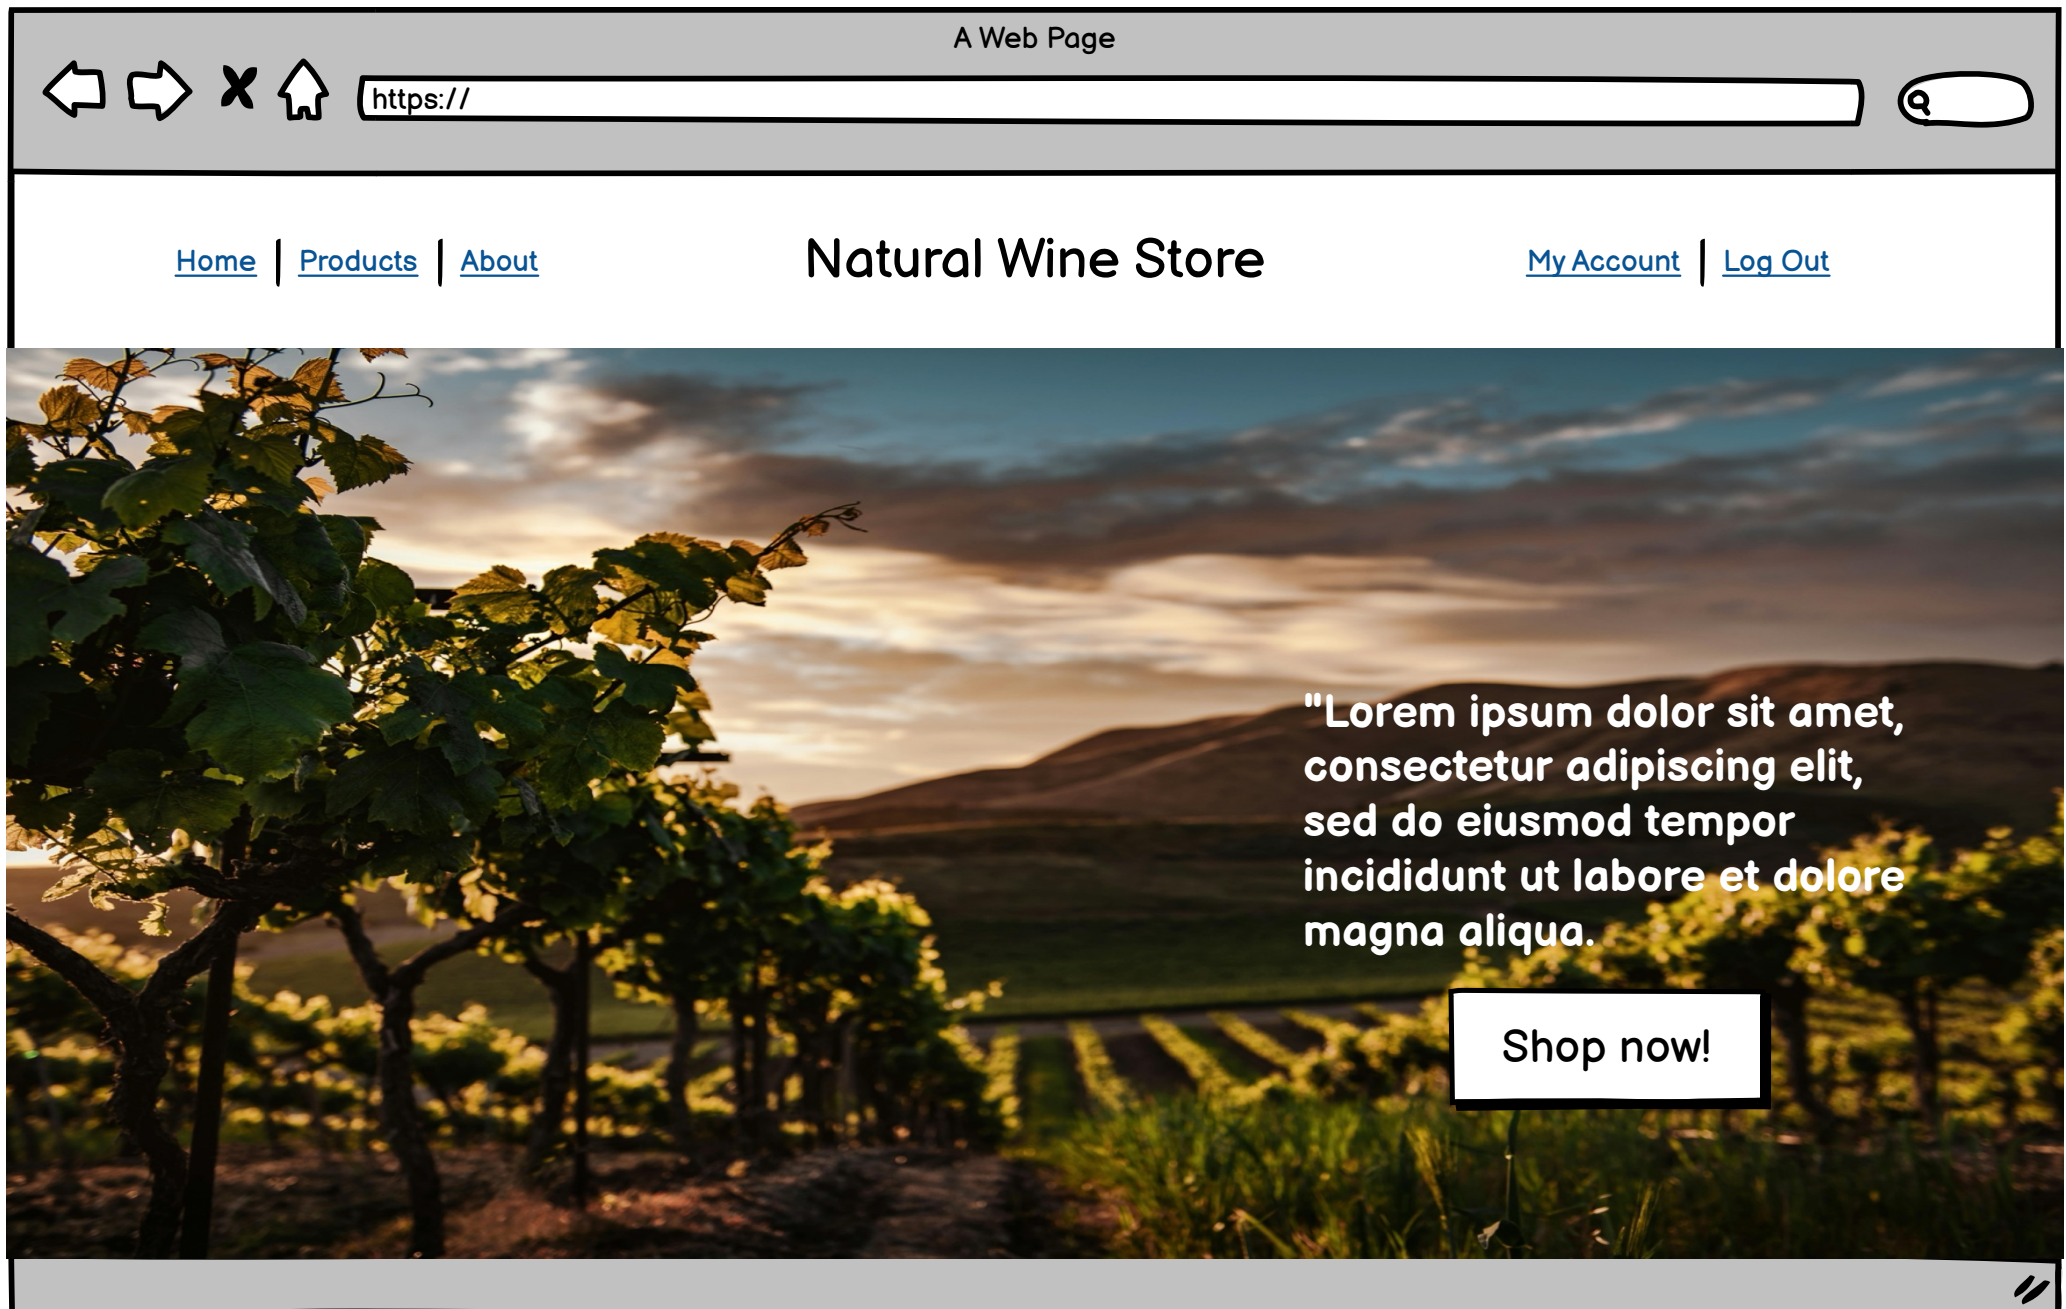 A Web Page
https://
Home | Products | About
Natural Wine Store
My Account | Log Out
"Lorem ipsum dolor sit amet,
consectetur adipiscing elit,
sed do eiusmod tempor
incididunt ut labore et dolore
magna aliqua.
Shop now!